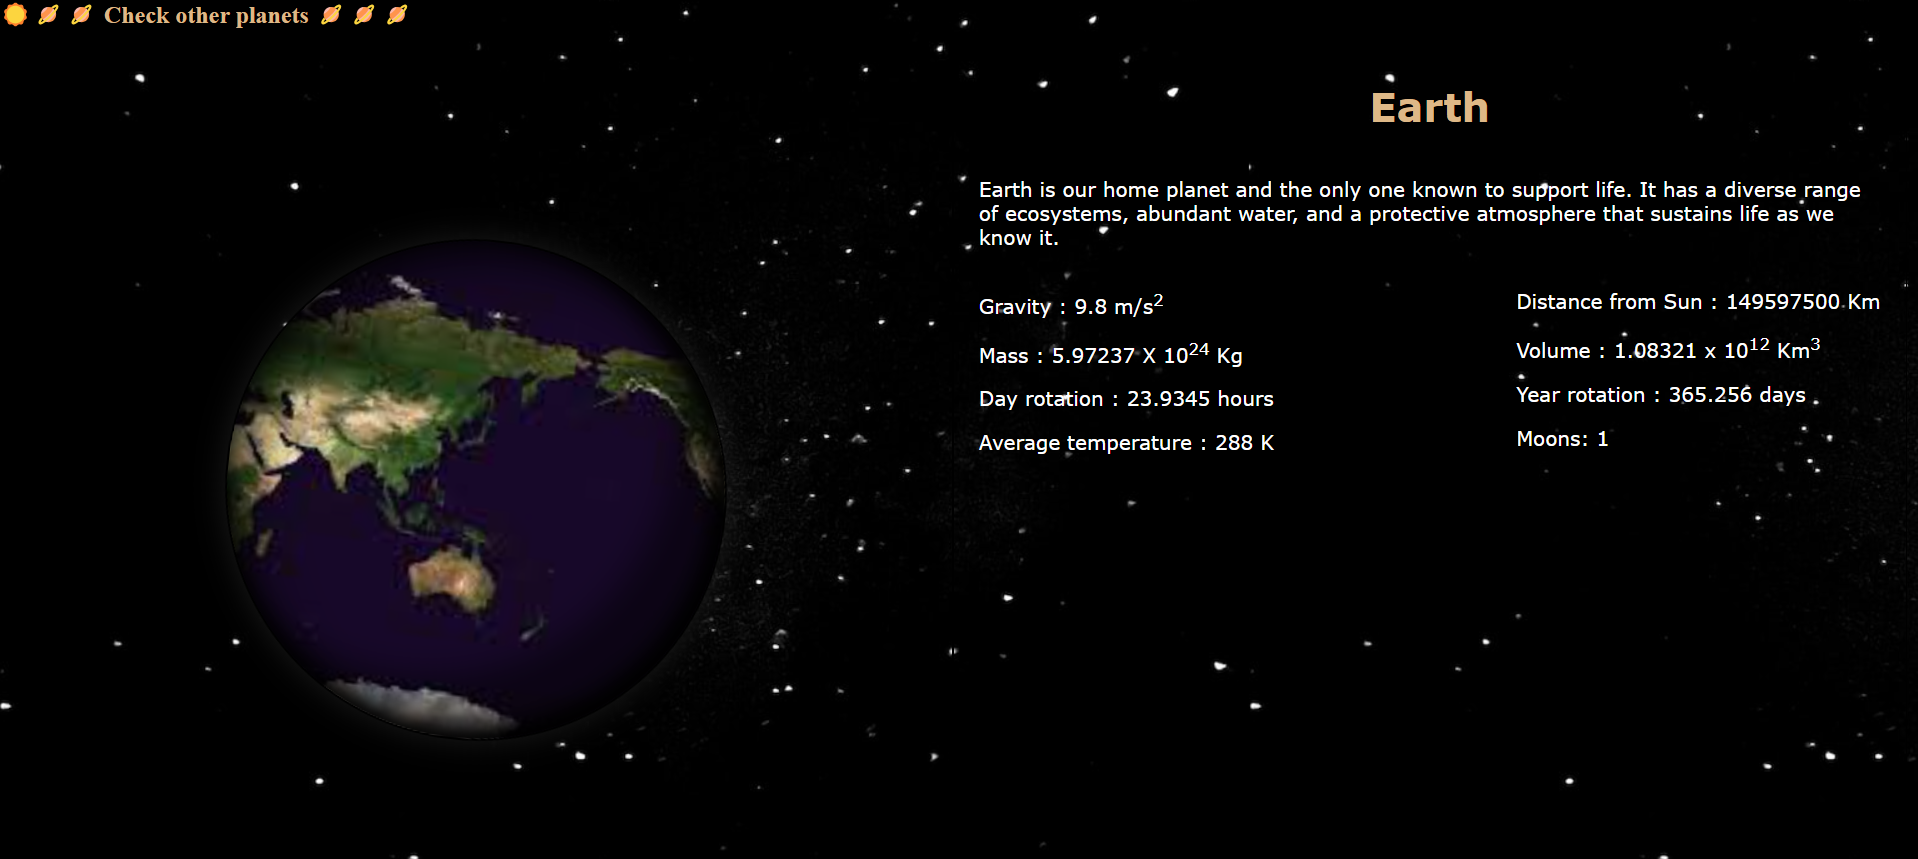 Check other planets
Earth
Earth is our home planet and the only one known to support life. It has a diverse range
of ecosystems, abundant water, and a protective atmosphere that sustains life as we
know it.
Gravity : 9.8 m/s²
Mass : 5.97237 X 10²⁴ Kg
Day rotation : 23.9345 hours
Average temperature : 288 K
Distance from Sun : 149597500 Km
Volume : 1.08321 x 10¹² Km³
Year rotation : 365.256 days
Moons: 1